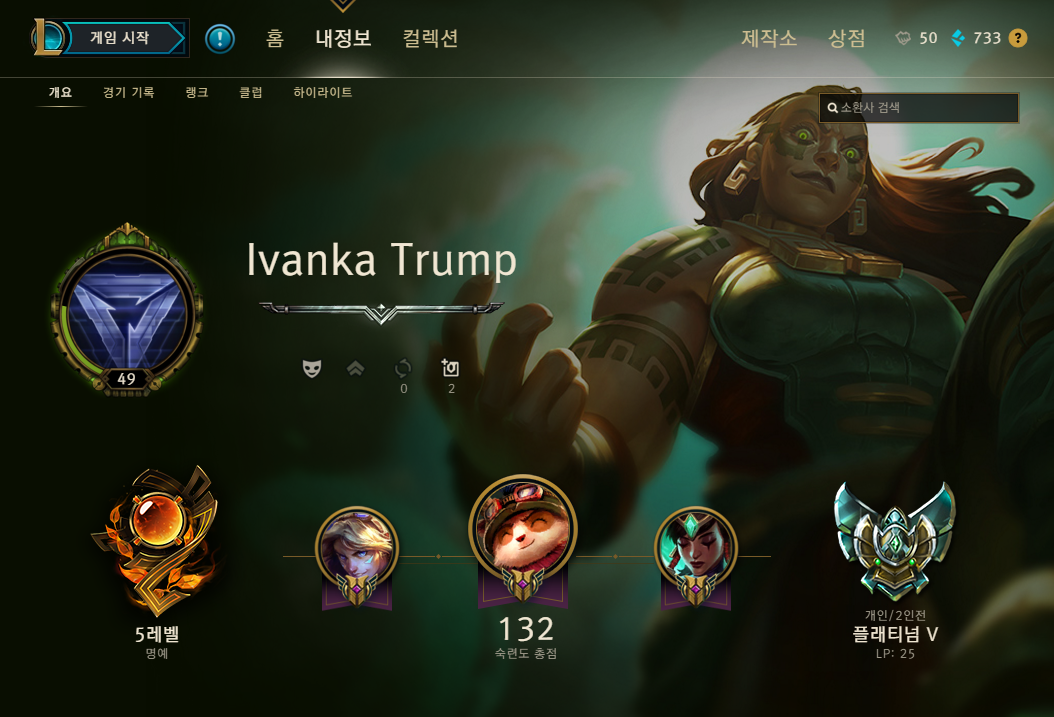 게임 시작
홈
내정보
컬렉션
제작소
상점
50
733
?
개요
경기 기록
랭크
클럽
하이라이트
소환사 검색
Ivanka Trump
49
0
2
5레벨
명예
132
숙련도 총점
개인/2인전
플래티넘 V
LP: 25